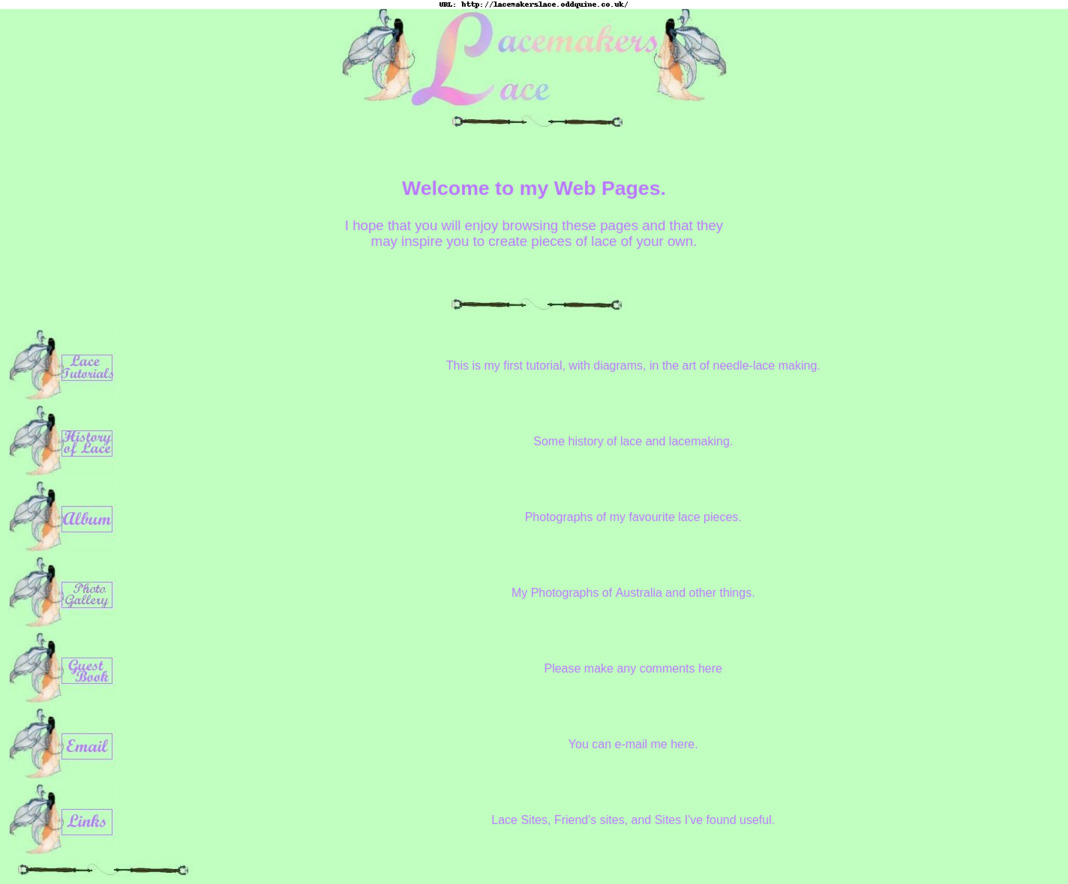 URL: http://lacemakerslace.oddquine.co.uk/
Lacemakers
Lace
Welcome to my Web Pages.
I hope that you will enjoy browsing these pages and that they
may inspire you to create pieces of lace of your own.
Lace
Tutorials
This is my first tutorial, with diagrams, in the art of needle-lace making.
History
of Lace
Some history of lace and lacemaking.
Album
Photographs of my favourite lace pieces.
Photo
Gallery
My Photographs of Australia and other things.
Guest
Book
Please make any comments here
Email
You can e-mail me here.
Links
Lace Sites, Friend's sites, and Sites I've found useful.